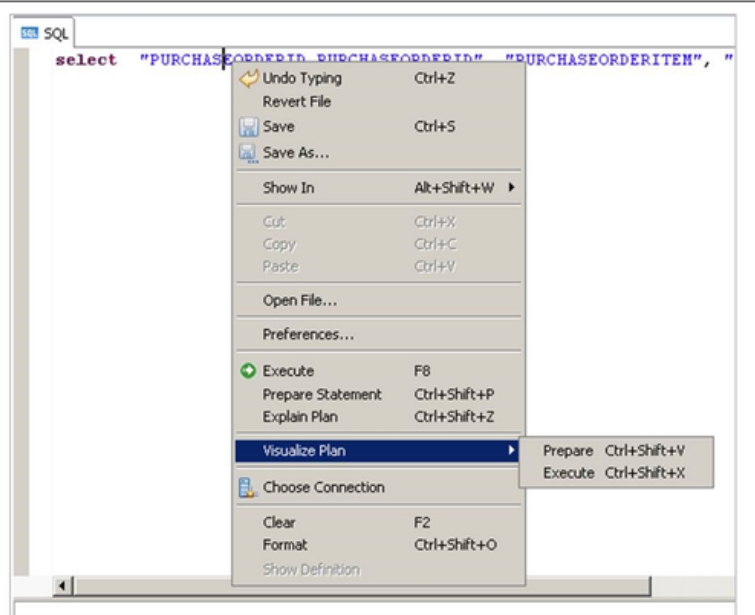 SQL SQL
select "PURCHASEORDERID.PURCHASEORDERID", "PURCHASEORDERITEM", "
Undo Typing Ctrl+Z
Revert File
Save Ctrl+S
Save As...
Show In Alt+Shift+W
Cut Ctrl+X
Copy Ctrl+C
Paste Ctrl+V
Open File...
Preferences...
Execute F8
Prepare Statement Ctrl+Shift+P
Explain Plan Ctrl+Shift+Z
Visualize Plan
Prepare Ctrl+Shift+V
Execute Ctrl+Shift+X
Choose Connection
Clear F2
Format Ctrl+Shift+O
Show Definition